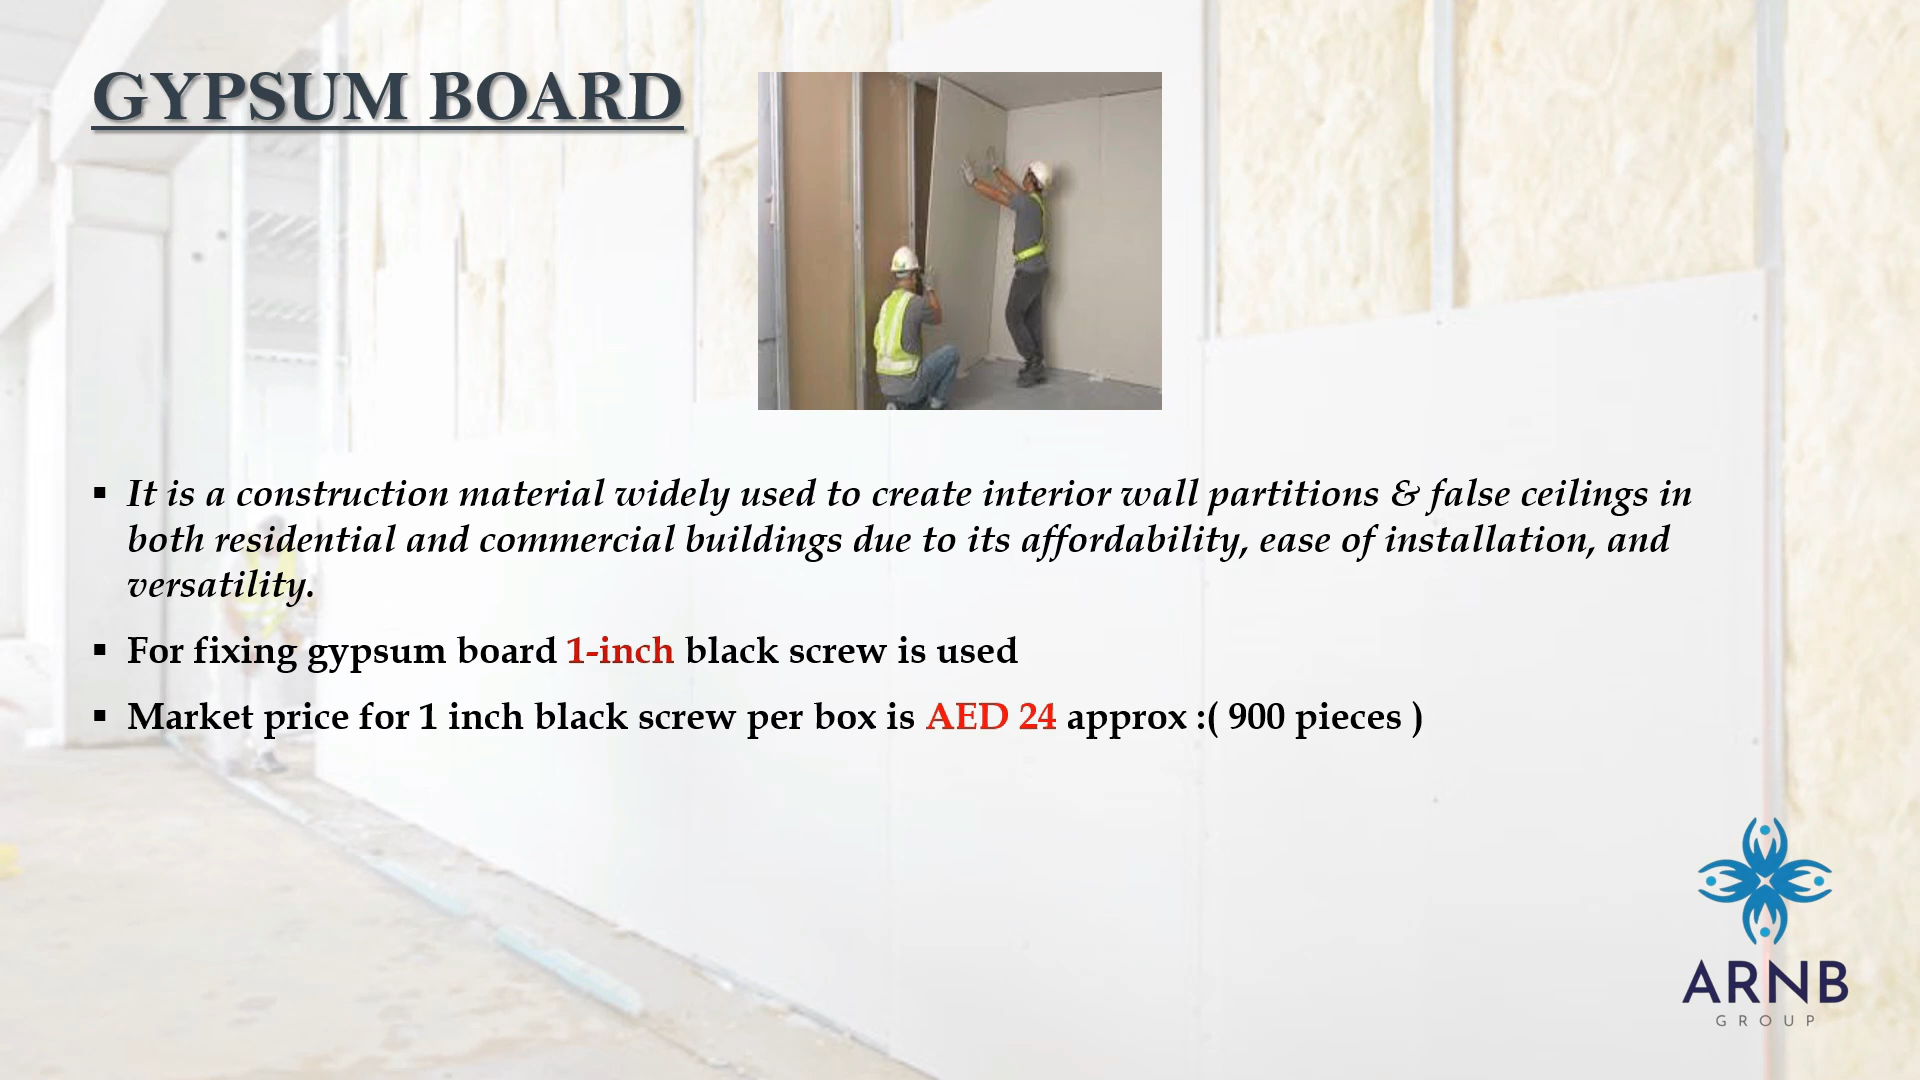 GYPSUM BOARD
▪ It is a construction material widely used to create interior wall partitions & false ceilings in
both residential and commercial buildings due to its affordability, ease of installation, and
versatility.
▪ For fixing gypsum board 1-inch black screw is used
▪ Market price for 1 inch black screw per box is AED 24 approx :( 900 pieces )
ARNB
GROUP